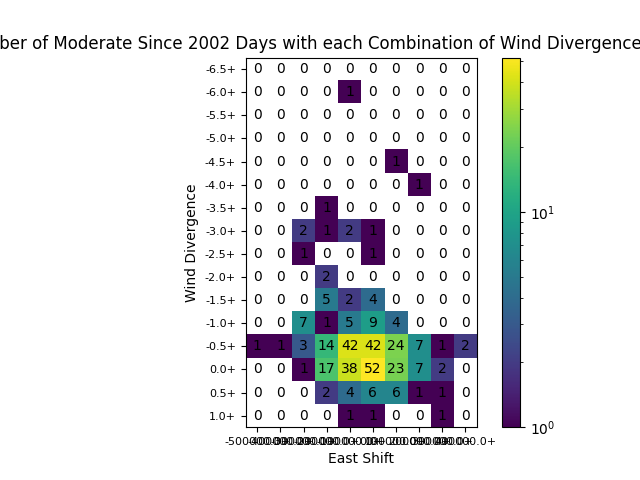 ber of Moderate Since 2002 Days with each Combination of Wind Divergence
Wind Divergence
-6.5+ 0 0 0 0 0 0 0 0 0 0
-6.0+ 0 0 0 0 1 0 0 0 0 0
-5.5+ 0 0 0 0 0 0 0 0 0 0
-5.0+ 0 0 0 0 0 0 0 0 0 0
-4.5+ 0 0 0 0 0 0 1 0 0 0
-4.0+ 0 0 0 0 0 0 0 1 0 0
-3.5+ 0 0 0 1 0 0 0 0 0 0
-3.0+ 0 0 2 1 2 1 0 0 0 0
-2.5+ 0 0 1 0 0 1 0 0 0 0
-2.0+ 0 0 0 2 0 0 0 0 0 0
-1.5+ 0 0 0 5 2 4 0 0 0 0
-1.0+ 0 0 7 1 5 9 4 0 0 0
-0.5+ 1 1 3 14 42 42 24 7 1 2
0.0+ 0 0 1 17 38 52 23 7 2 0
0.5+ 0 0 0 2 4 6 6 1 1 0
1.0+ 0 0 0 0 1 1 0 0 1 0
East Shift
10¹
10⁰